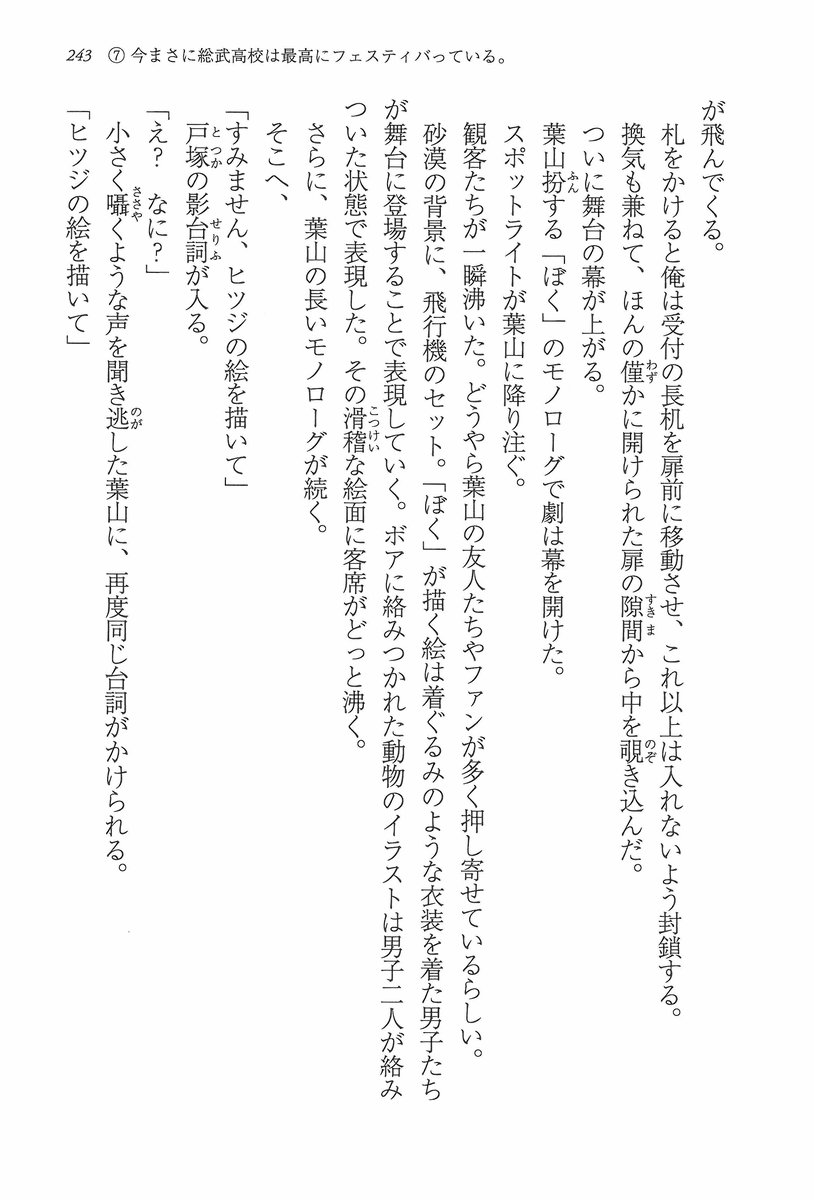 243　⑦ 今まさに総武高校は最高にフェスティバっている。
が飛んでくる。
札をかけると俺は受付の長机を扉前に移動させ、これ以上は入れないよう封鎖する。
換気も兼ねて、ほんの僅かに開けられた扉の隙間から中を覗き込んだ。
ついに舞台の幕が上がる。
葉山扮する「ぼく」のモノローグで劇は幕を開けた。
スポットライトが葉山に降り注ぐ。
観客たちが一瞬沸いた。どうやら葉山の友人たちやファンが多く押し寄せているらしい。
砂漠の背景に、飛行機のセット。「ぼく」が描く絵は着ぐるみのような衣装を着た男子たち
が舞台に登場することで表現していく。ボアに絡みつかれた動物のイラストは男子二人が絡み
ついた状態で表現した。その滑稽な絵面に客席がどっと沸く。
さらに、葉山の長いモノローグが続く。
そこへ、
「すみません、ヒツジの絵を描いて」
戸塚の影台詞が入る。
「え？　なに？」
小さく囁くような声を聞き逃した葉山に、再度同じ台詞がかけられる。
「ヒツジの絵を描いて」